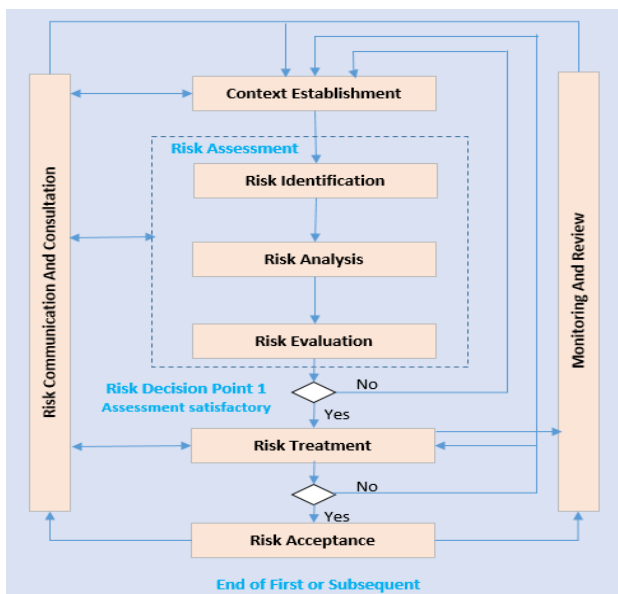 Context Establishment
Risk Assessment
Risk Identification
Risk Analysis
Risk Evaluation
Risk Decision Point 1
Assessment satisfactory
No
Yes
Risk Treatment
No
Yes
Risk Acceptance
End of First or Subsequent
Risk Communication And Consultation
Monitoring And Review